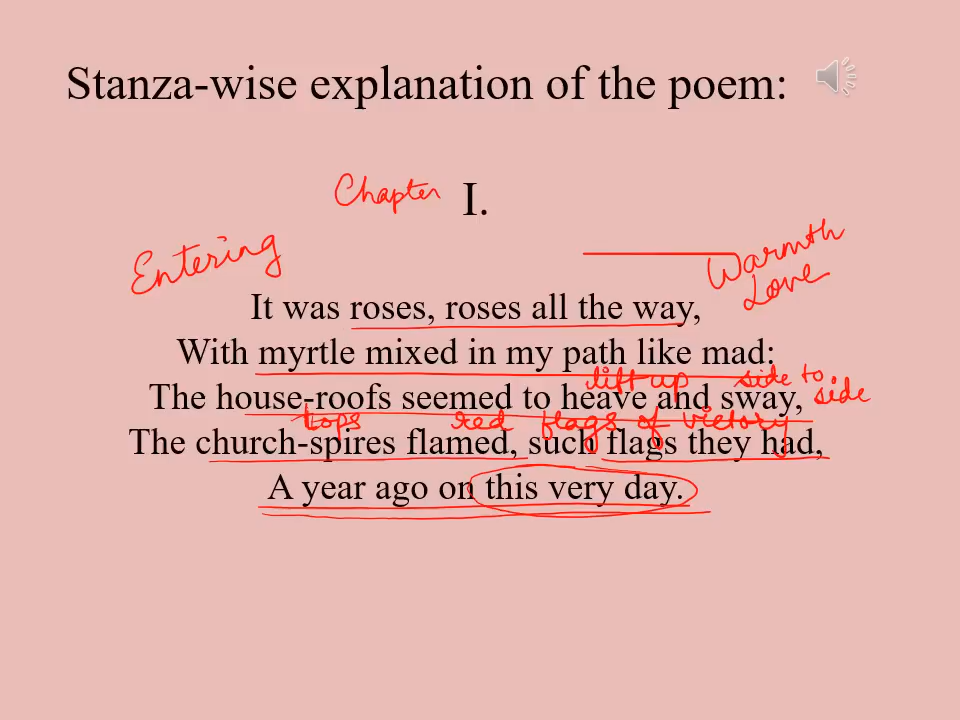 Stanza-wise explanation of the poem:
Chapter I.
Entering
Warmth
Love
It was roses, roses all the way,
With myrtle mixed in my path like mad:
lift up side to side
The house-roofs seemed to heave and sway,
tops red flags of victory
The church-spires flamed, such flags they had,
A year ago on this very day.